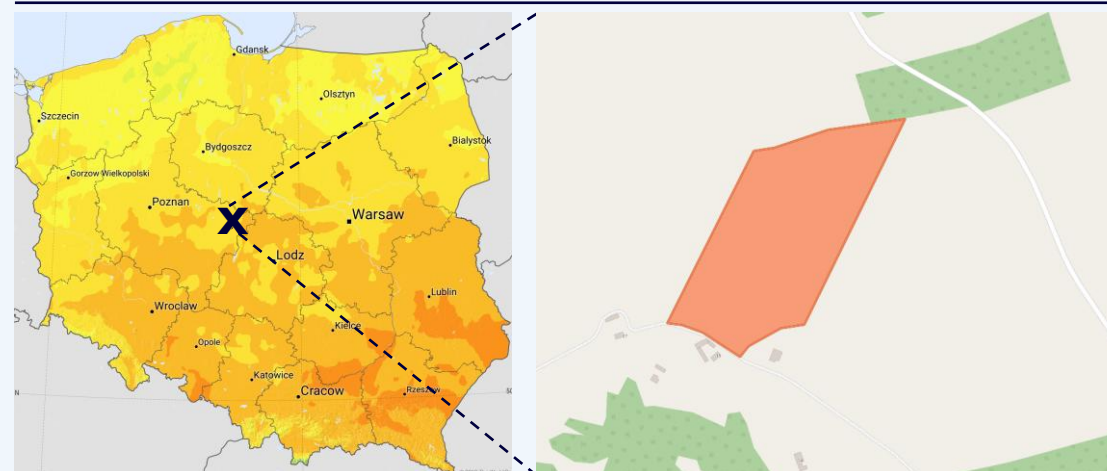 Gdansk
Olsztyn
Szczecin
Bialystok
Bydgoszcz
Gorzow Wielkopolski
Poznan
X
Warsaw
Lodz
Lublin
Wroclaw
Kielce
Opole
Katowice
Cracow
Rzeszow
N